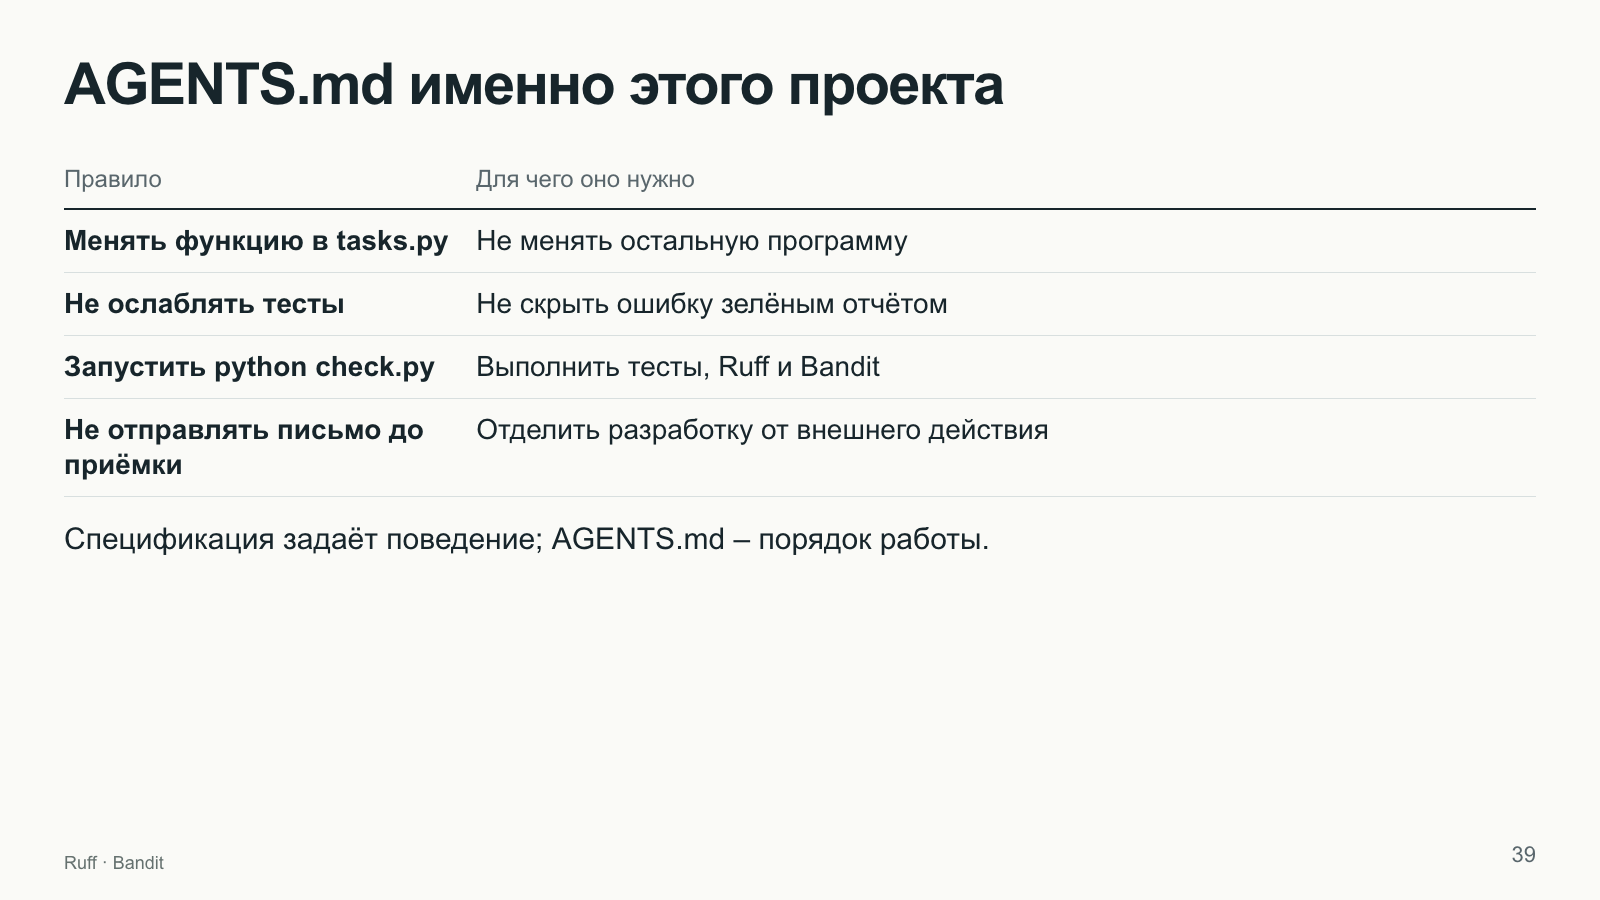 AGENTS.md именно этого проекта
Правило Для чего оно нужно
Менять функцию в tasks.py Не менять остальную программу
Не ослаблять тесты Не скрыть ошибку зелёным отчётом
Запустить python check.py Выполнить тесты, Ruff и Bandit
Не отправлять письмо до Отделить разработку от внешнего действия
приёмки
Спецификация задаёт поведение; AGENTS.md – порядок работы.
Ruff · Bandit
39